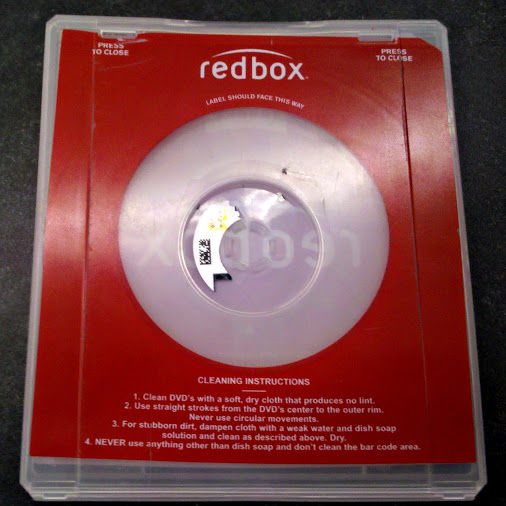 PRESS
TO CLOSE
PRESS
TO CLOSE
redbox.
LABEL SHOULD FACE THIS WAY
redbox
CLEANING INSTRUCTIONS
1. Clean DVD's with a soft, dry cloth that produces no lint.
2. Use straight strokes from the DVD's center to the outer rim.
Never use circular movements.
3. For stubborn dirt, dampen cloth with a weak water and dish soap
solution and clean as described above. Dry.
4. NEVER use anything other than dish soap and don't clean the bar code area.